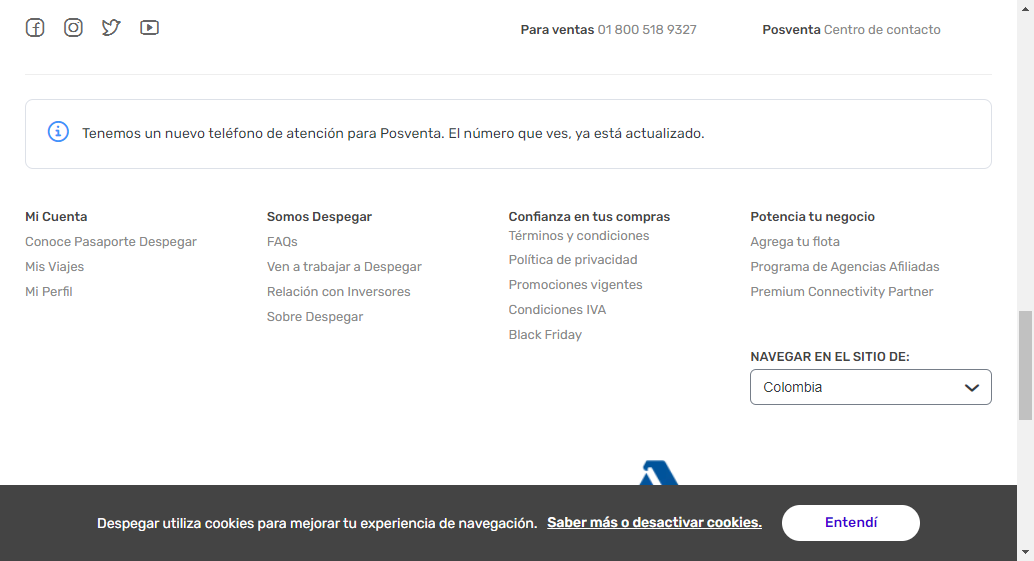 Para ventas 01 800 518 9327
Posventa Centro de contacto
Tenemos un nuevo teléfono de atención para Posventa. El número que ves, ya está actualizado.
Mi Cuenta
Conoce Pasaporte Despegar
Mis Viajes
Mi Perfil
Somos Despegar
FAQs
Ven a trabajar a Despegar
Relación con Inversores
Sobre Despegar
Confianza en tus compras
Términos y condiciones
Política de privacidad
Promociones vigentes
Condiciones IVA
Black Friday
Potencia tu negocio
Agrega tu flota
Programa de Agencias Afiliadas
Premium Connectivity Partner
NAVEGAR EN EL SITIO DE:
Colombia
Despegar utiliza cookies para mejorar tu experiencia de navegación. Saber más o desactivar cookies.
Entendí